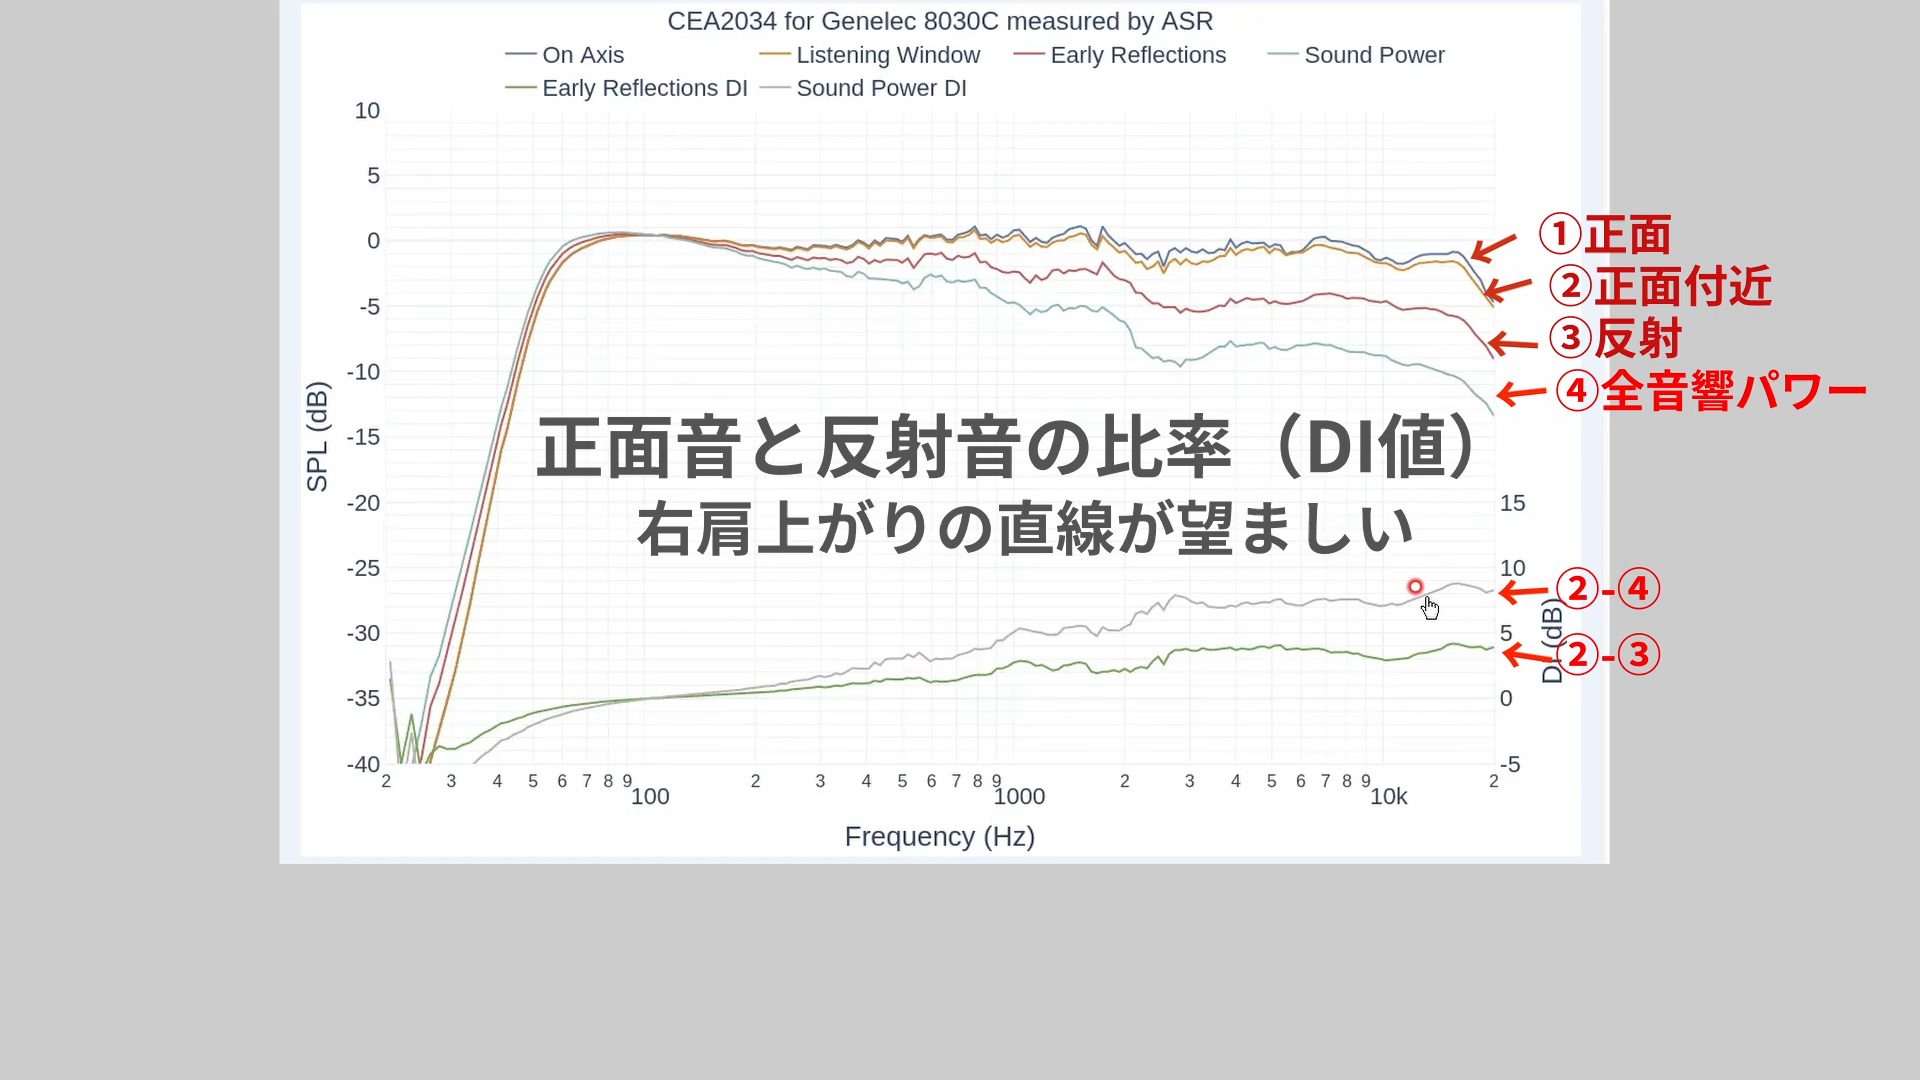 CEA2034 for Genelec 8030C measured by ASR
On Axis Listening Window Early Reflections Sound Power
Early Reflections DI Sound Power DI
10
5
0
-5
-10
-15
-20
-25
-30
-35
-40
SPL (dB)
①正面
②正面付近
③反射
④全音響パワー
正面音と反射音の比率（DI値）
右肩上がりの直線が望ましい
15
10
5
0
-5
DI (dB)
②-④
②-③
2 3 4 5 6 7 8 9 100 2 3 4 5 6 7 8 9 1000 2 3 4 5 6 7 8 9 10k 2
Frequency (Hz)